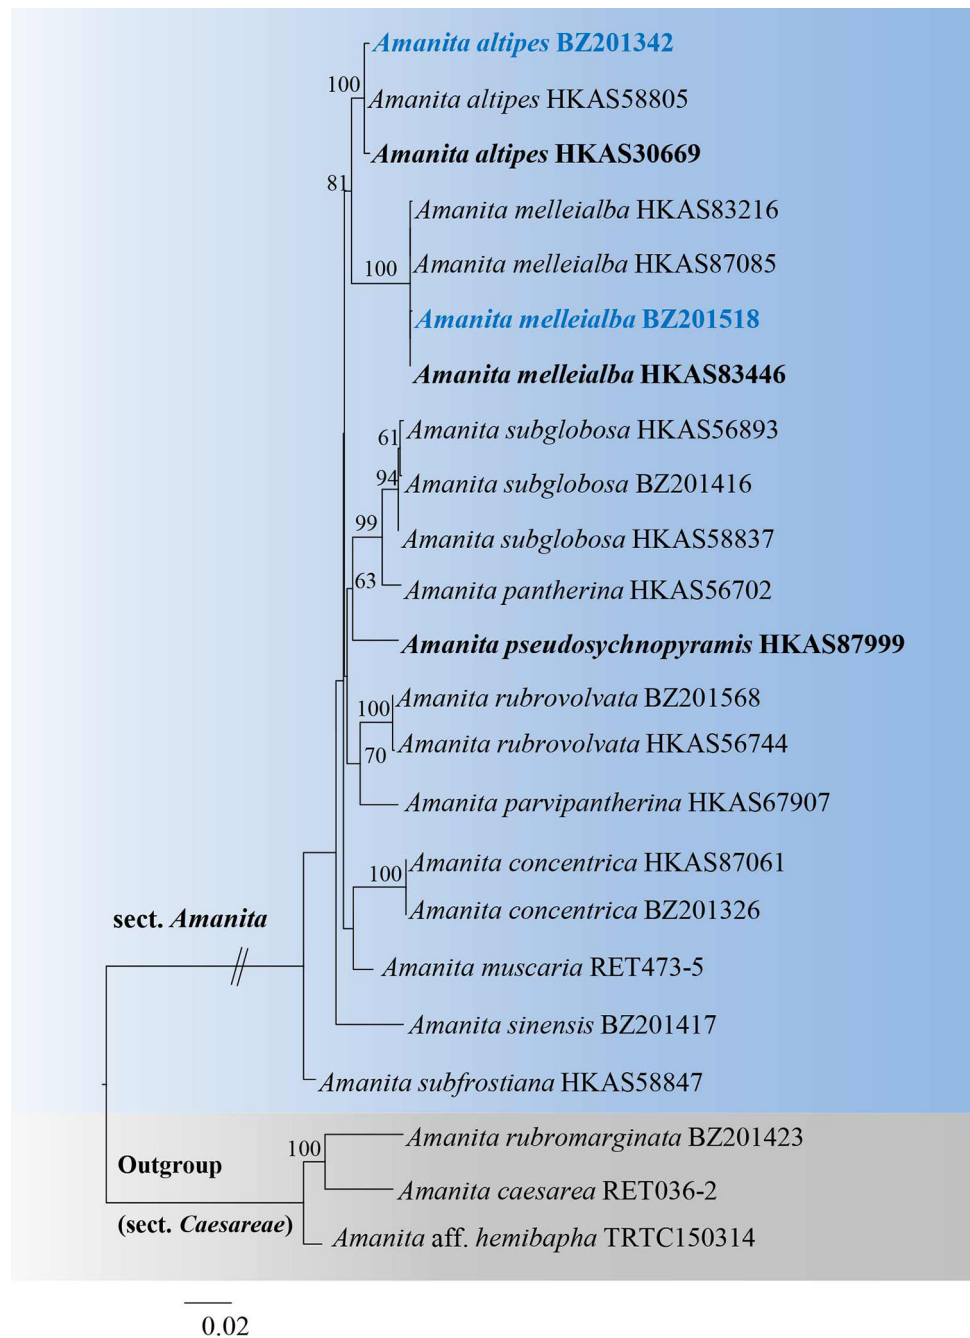 Amanita altipes BZ201342
100
Amanita altipes HKAS58805
Amanita altipes HKAS30669
81
Amanita melleialba HKAS83216
100
Amanita melleialba HKAS87085
Amanita melleialba BZ201518
Amanita melleialba HKAS83446
61
Amanita subglobosa HKAS56893
94
Amanita subglobosa BZ201416
99
Amanita subglobosa HKAS58837
63
Amanita pantherina HKAS56702
Amanita pseudosychnopyramis HKAS87999
100
Amanita rubrovolvata BZ201568
70
Amanita rubrovolvata HKAS56744
Amanita parvipantherina HKAS67907
100
Amanita concentrica HKAS87061
Amanita concentrica BZ201326
sect. Amanita
Amanita muscaria RET473-5
Amanita sinensis BZ201417
Amanita subfrostiana HKAS58847
100
Amanita rubromarginata BZ201423
Outgroup
(sect. Caesareae)
Amanita caesarea RET036-2
Amanita aff. hemibapha TRTC150314
0.02